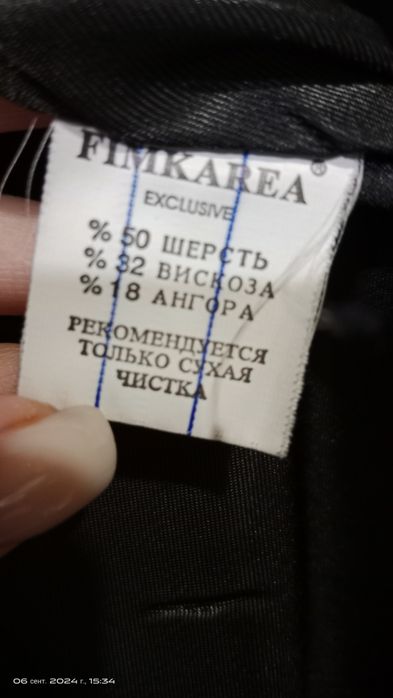 FIMKAREA®
EXCLUSIVE
% 50 ШЕРСТЬ
% 32 ВИСКОЗА
% 18 АНГОРА
РЕКОМЕНДУЕТСЯ
ТОЛЬКО СУХАЯ
ЧИСТКА
06 сент. 2024 г., 15:34